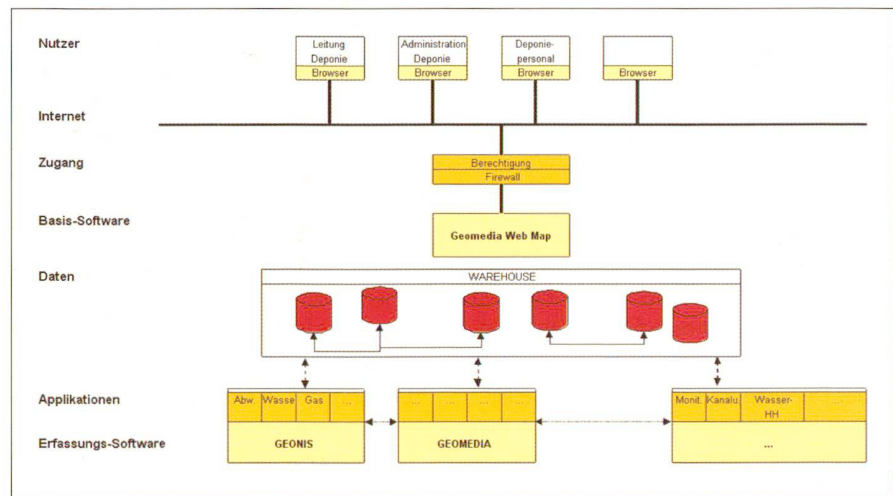 Nutzer
Leitung Deponie
Browser
Administration Deponie
Browser
Deponie-personal
Browser
Browser
Internet
Zugang
Berechtigung
Firewall
Basis-Software
Geomedia Web Map
Daten
WAREHOUSE
Applikationen
Abw. Wasse Gas ...
... ... ... ...
Monit. Kanalu. Wasser-HH ...
Erfassungs-Software
GEONIS
GEOMEDIA
...